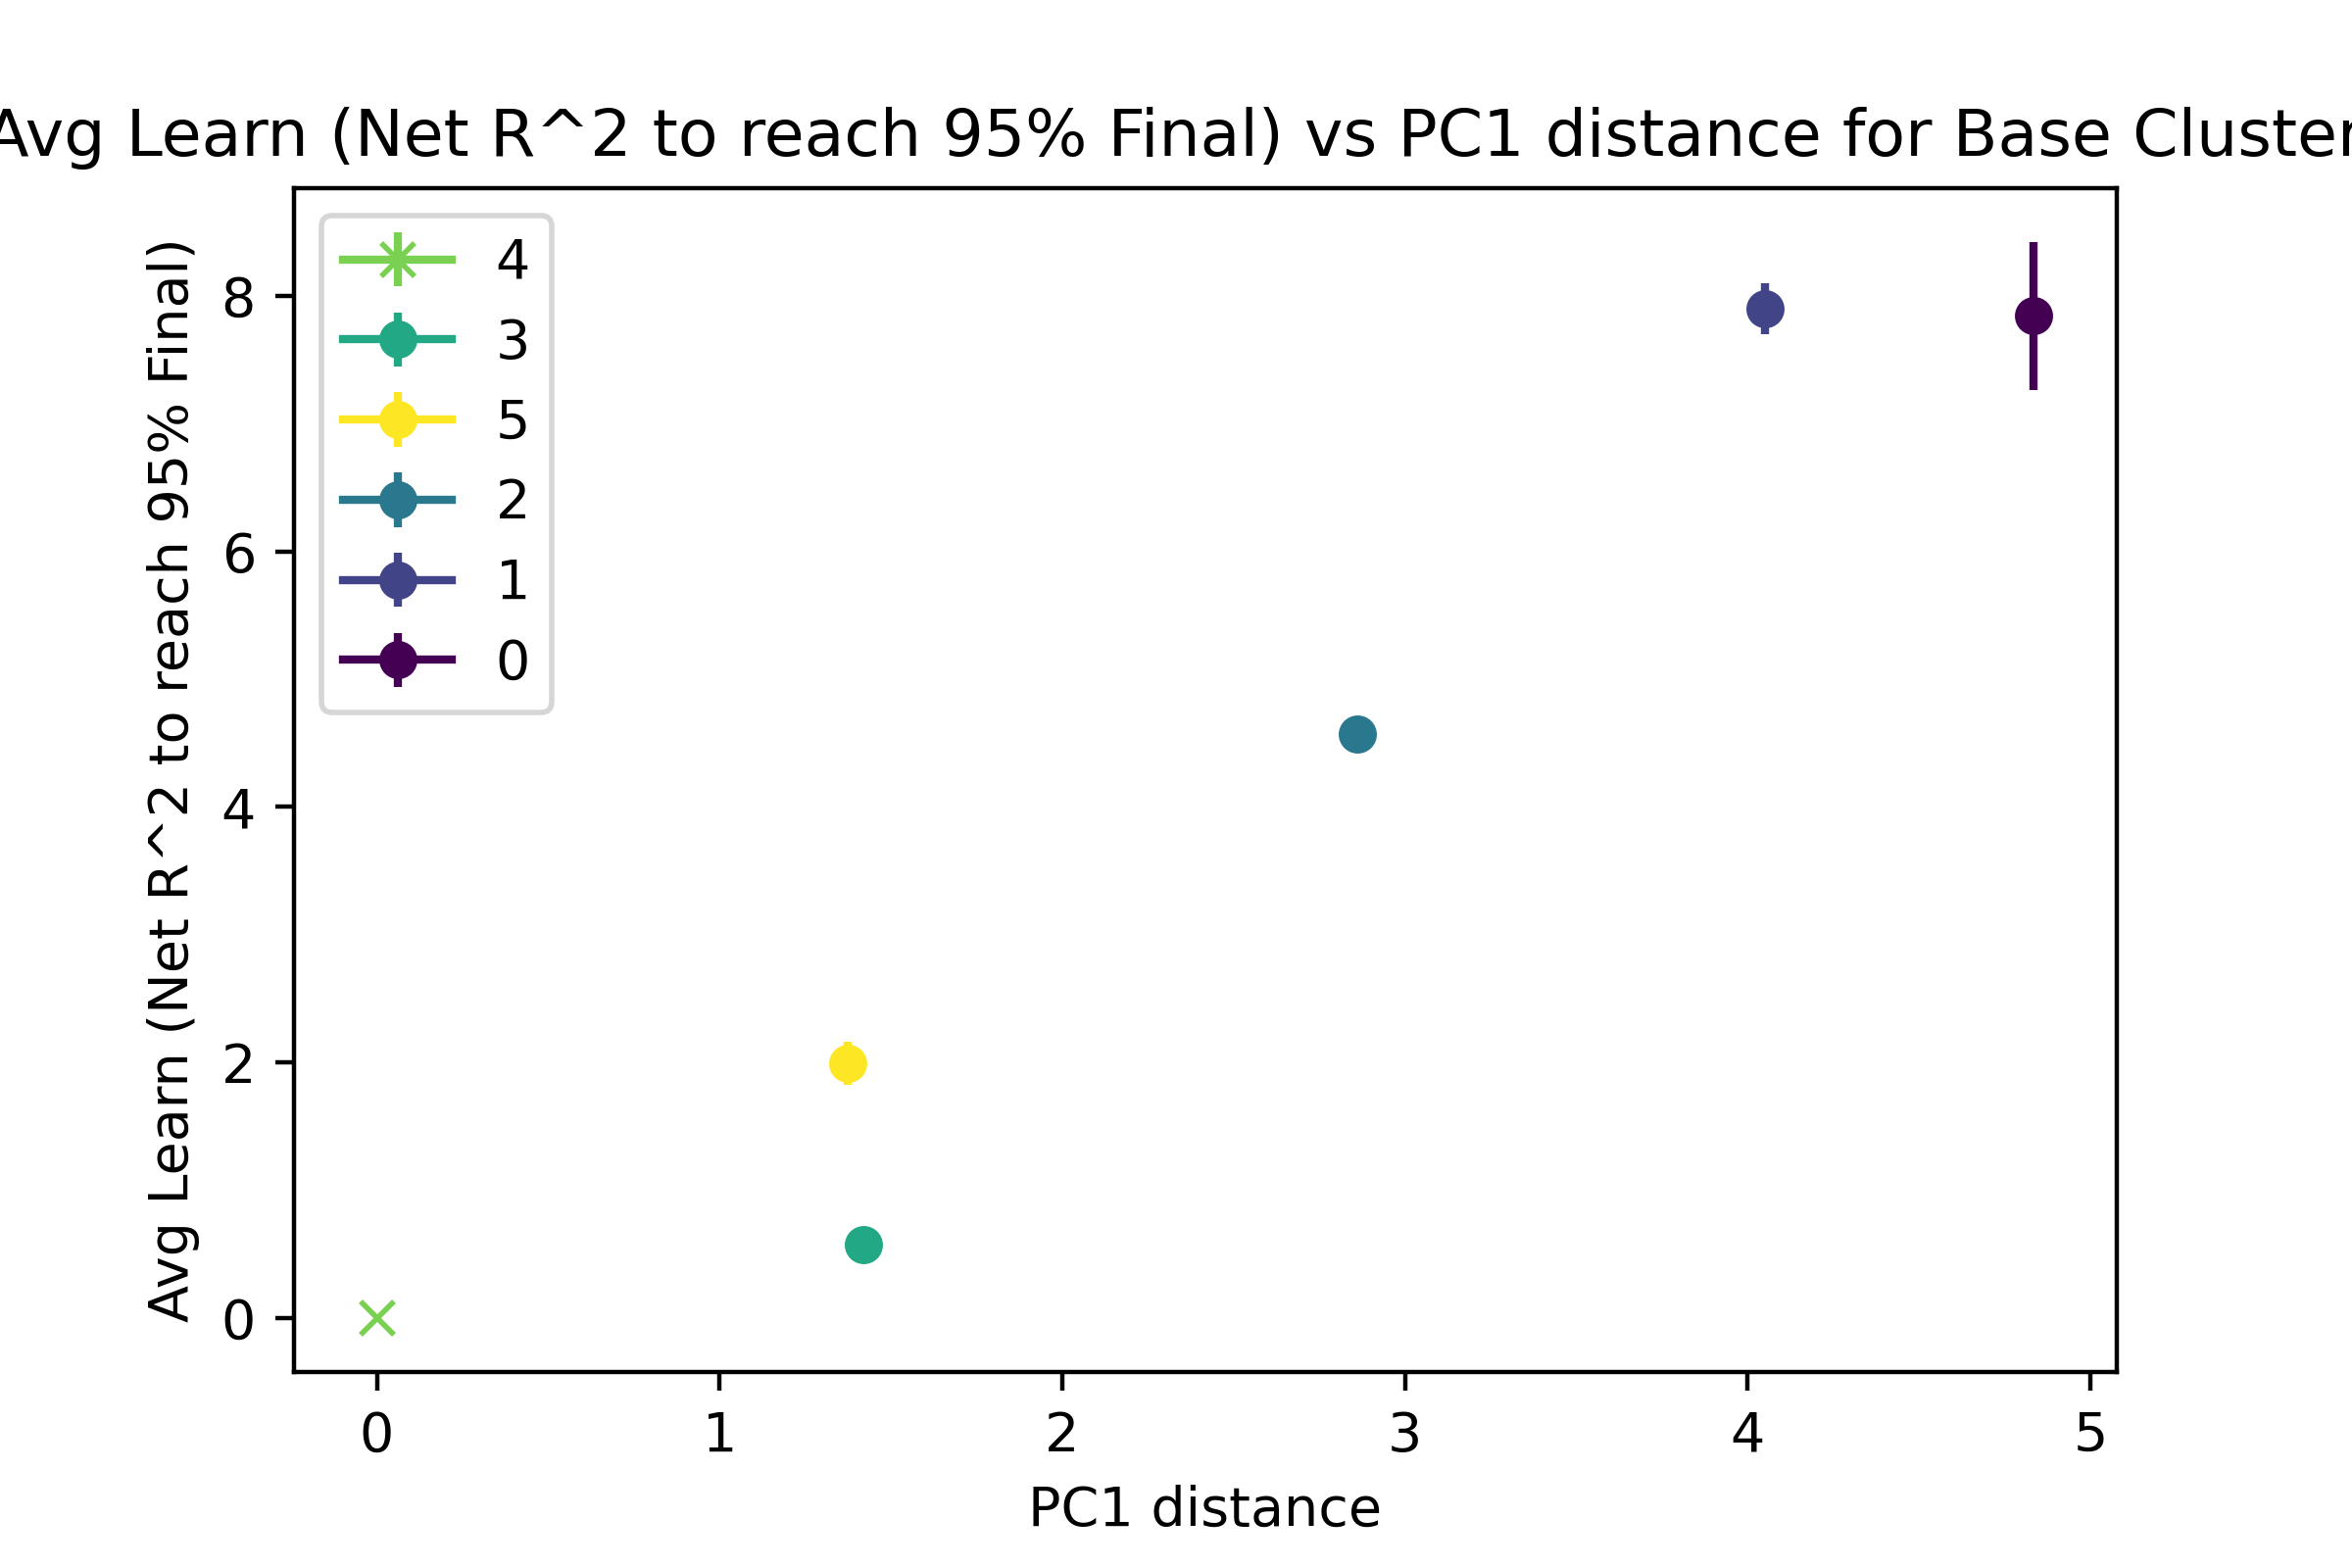 Avg Learn (Net R^2 to reach 95% Final) vs PC1 distance for Base Cluster
Avg Learn (Net R^2 to reach 95% Final)
8
6
4
2
0
4
3
5
2
1
0
0 1 2 3 4 5
PC1 distance